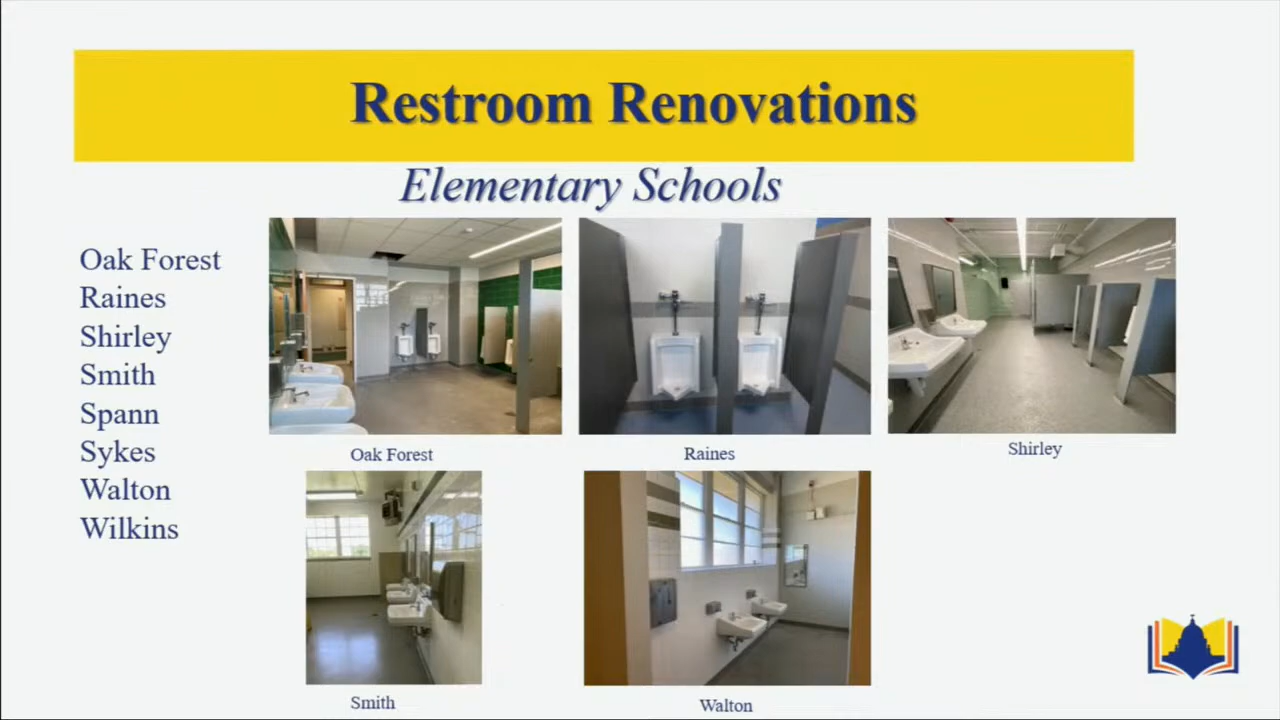 Restroom Renovations
Elementary Schools
Oak Forest
Raines
Shirley
Smith
Spann
Sykes
Walton
Wilkins
Oak Forest
Raines
Shirley
Smith
Walton